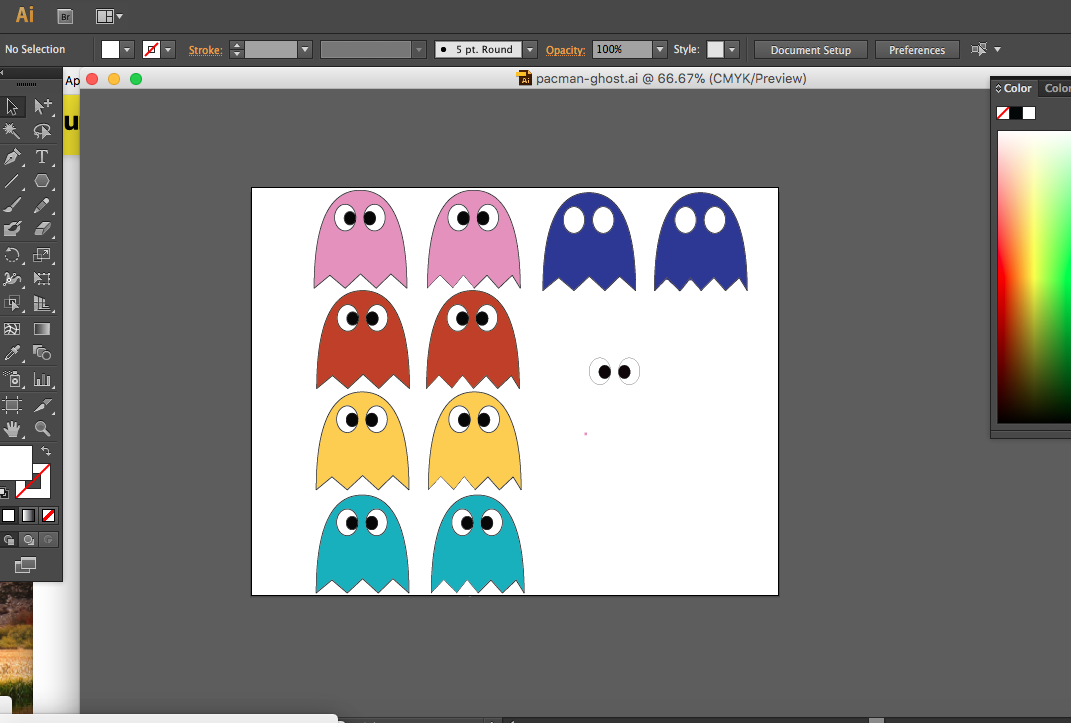 Ai
Br
No Selection
Stroke:
5 pt. Round
Opacity:
100%
Style:
Document Setup
Preferences
Ap
pacman-ghost.ai @ 66.67% (CMYK/Preview)
Color
Color
u
T